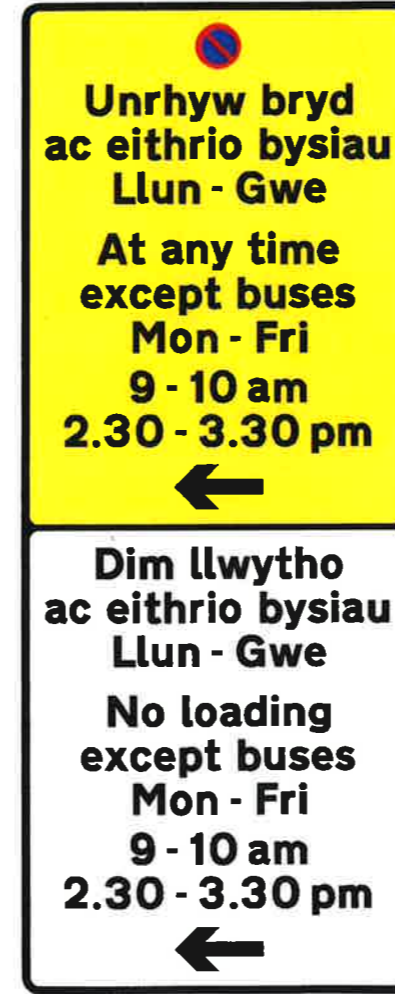 Unrhyw bryd
ac eithrio bysiau
Llun - Gwe
At any time
except buses
Mon - Fri
9 - 10 am
2.30 - 3.30 pm
Dim llwytho
ac eithrio bysiau
Llun - Gwe
No loading
except buses
Mon - Fri
9 - 10 am
2.30 - 3.30 pm